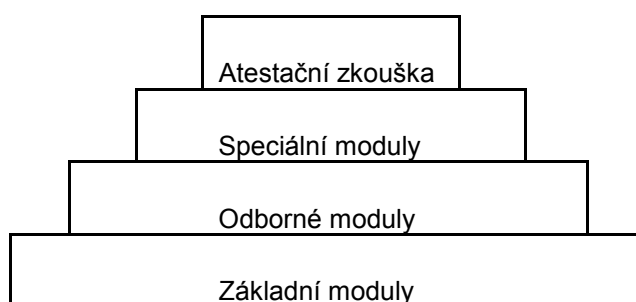 Atestační zkouška
Speciální moduly
Odborné moduly
Základní moduly